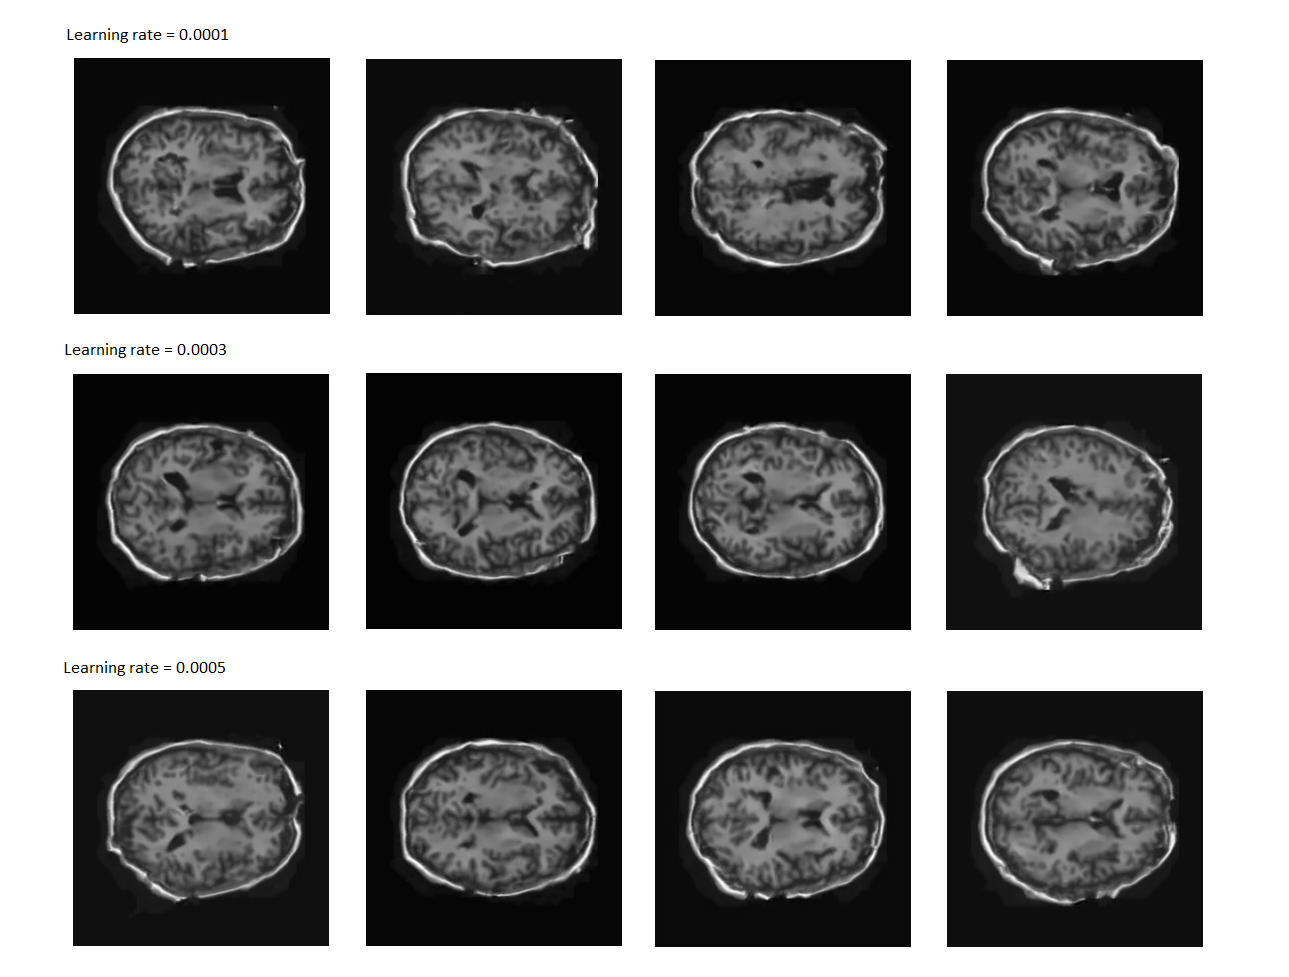 Learning rate = 0.0001
Learning rate = 0.0003
Learning rate = 0.0005